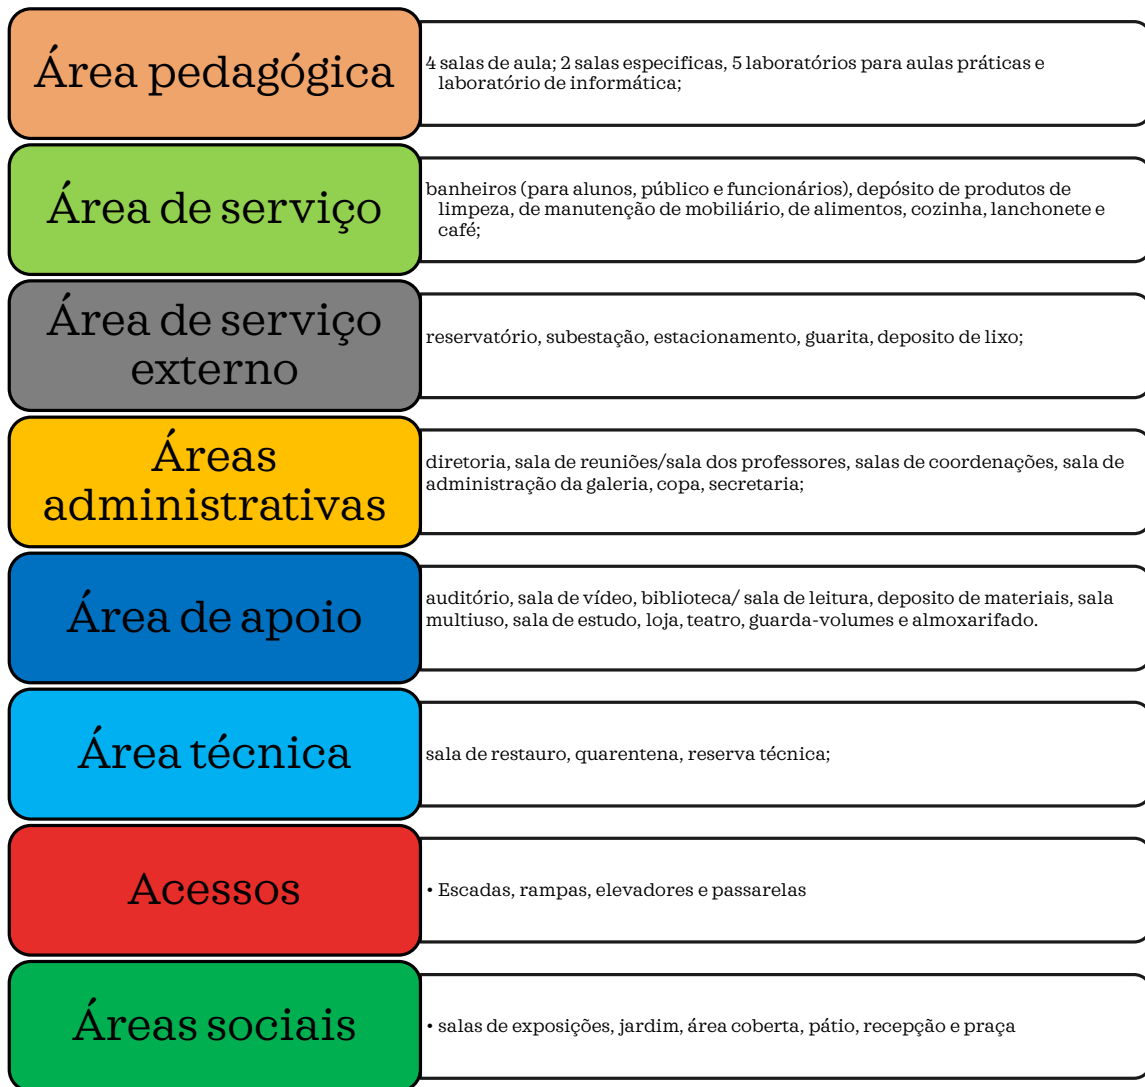 Área pedagógica
4 salas de aula; 2 salas especificas, 5 laboratórios para aulas práticas e
laboratório de informática;
Área de serviço
banheiros (para alunos, público e funcionários), depósito de produtos de
limpeza, de manutenção de mobiliário, de alimentos, cozinha, lanchonete e
café;
Área de serviço
externo
reservatório, subestação, estacionamento, guarita, deposito de lixo;
Áreas
administrativas
diretoria, sala de reuniões/sala dos professores, salas de coordenações, sala de
administração da galeria, copa, secretaria;
Área de apoio
auditório, sala de vídeo, biblioteca/ sala de leitura, deposito de materiais, sala
multiuso, sala de estudo, loja, teatro, guarda-volumes e almoxarifado.
Área técnica
sala de restauro, quarentena, reserva técnica;
Acessos
• Escadas, rampas, elevadores e passarelas
Áreas sociais
• salas de exposições, jardim, área coberta, pátio, recepção e praça